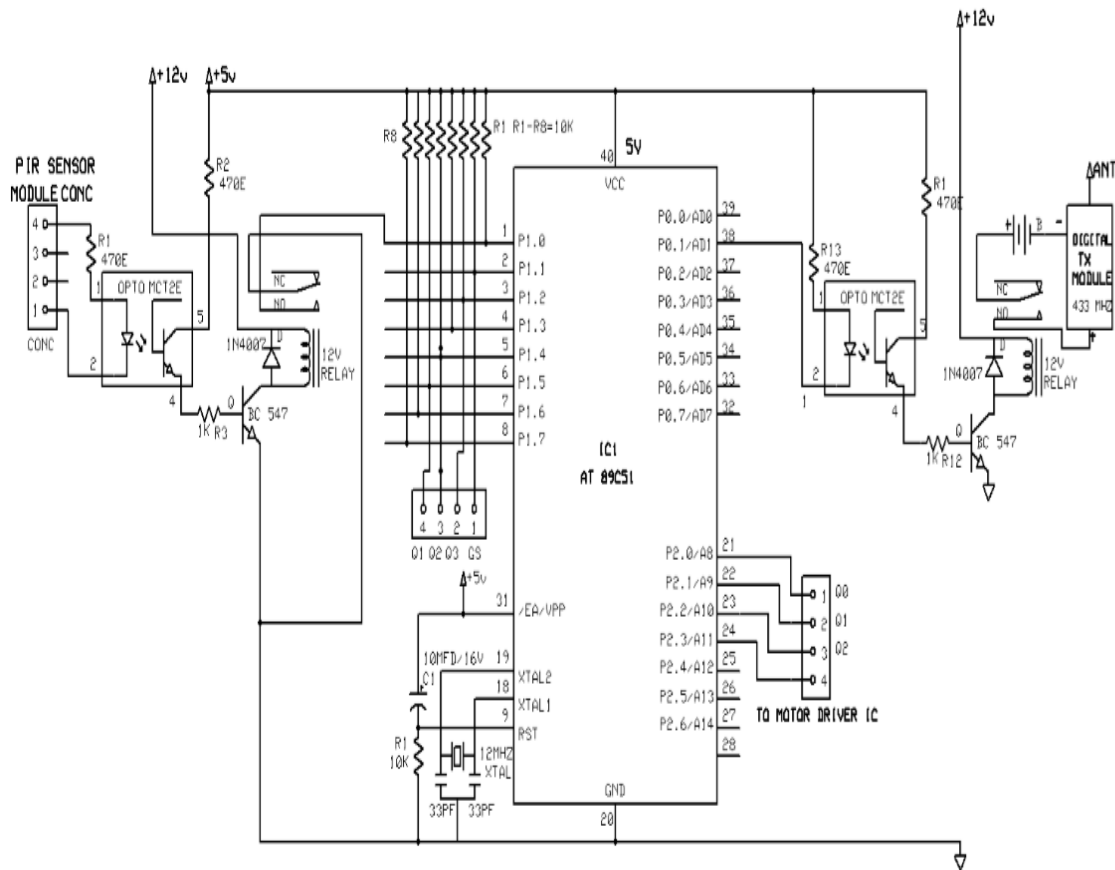 +12v
+5v
+12v
R8
R1 R1-R8=10K
5V
40
VCC
PIR SENSOR
MODULE CONC
4
3
2
1
CONC
R1
470E
R2
470E
OPTO MCT2E
1
2
5
4
1K R3
Q
BC 547
1N4007
D
12V
RELAY
NC
NO
1
2
3
4
5
6
7
8
P1.0
P1.1
P1.2
P1.3
P1.4
P1.5
P1.6
P1.7
IC1
AT 89C51
39
38
37
36
35
34
33
32
P0.0/AD0
P0.1/AD1
P0.2/AD2
P0.3/AD3
P0.4/AD4
P0.5/AD5
P0.6/AD6
P0.7/AD7
R13
470E
OPTO MCT2E
1
2
1
5
4
1K R12
Q
BC 547
R1
470E
1N4007
D
12V
RELAY
NC
NO
+
B
-
ANT
DIGITAL
TX
MODULE
433 MHZ
+
4 3 2 1
Q1 Q2 Q3 GS
+5v
31
/EA/VPP
10MFD/16V
C1
19
XTAL2
18
XTAL1
9
RST
R1
10K
12MHZ
XTAL
33PF 33PF
GND
20
P2.0/A8
P2.1/A9
P2.2/A10
P2.3/A11
P2.4/A12
P2.5/A13
P2.6/A14
21
22
23
24
25
26
27
28
1 Q0
2 Q1
3 Q2
4
TO MOTOR DRIVER IC